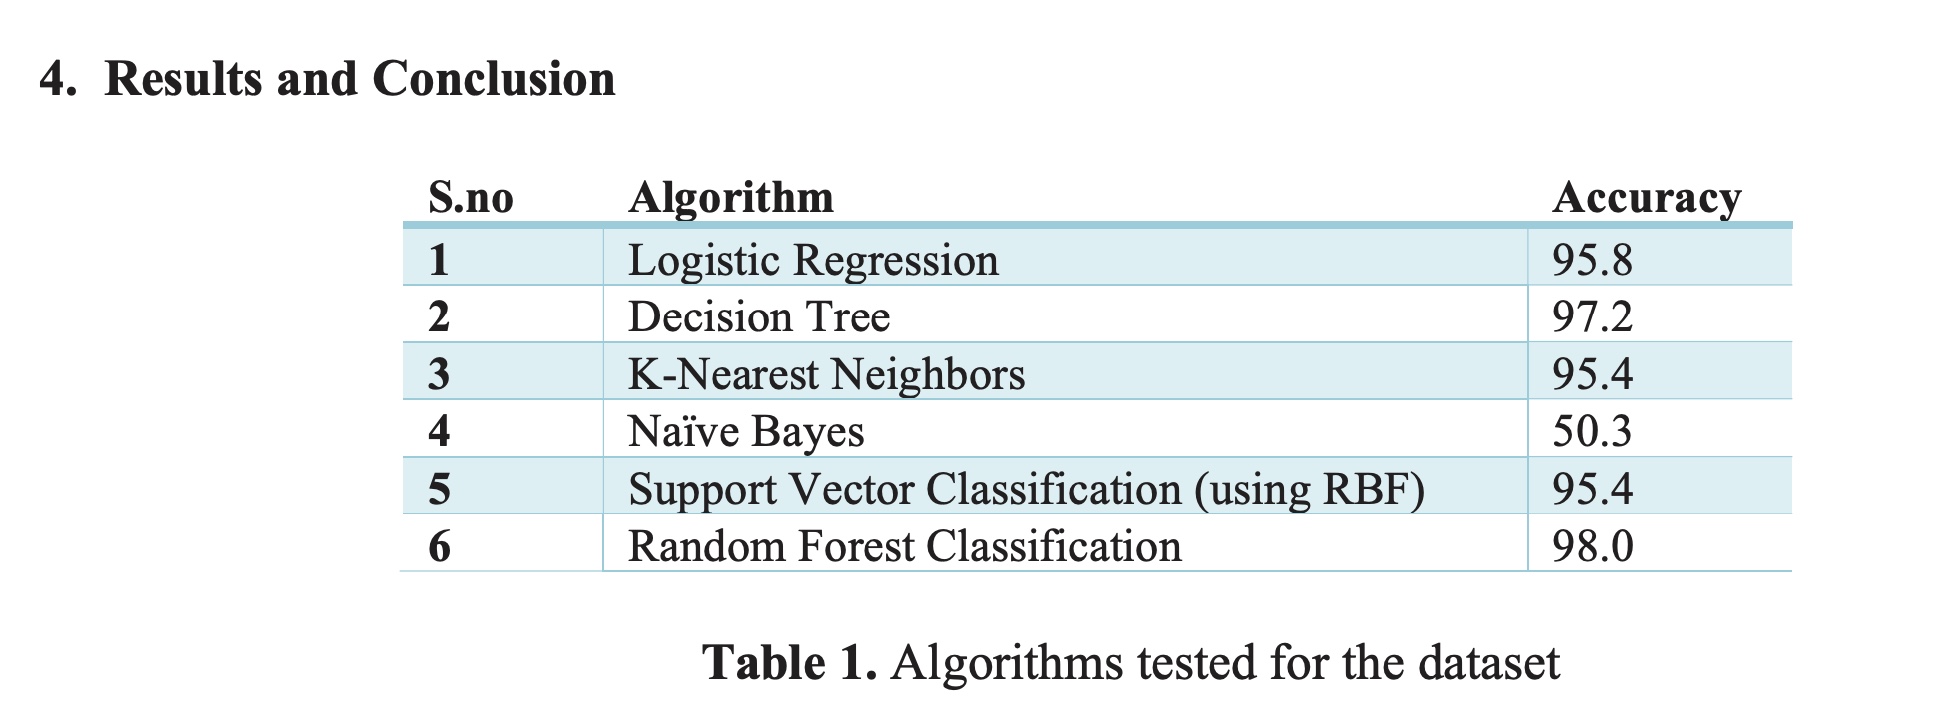 4. Results and Conclusion
S.no Algorithm Accuracy
1 Logistic Regression 95.8
2 Decision Tree 97.2
3 K-Nearest Neighbors 95.4
4 Naïve Bayes 50.3
5 Support Vector Classification (using RBF) 95.4
6 Random Forest Classification 98.0
Table 1. Algorithms tested for the dataset